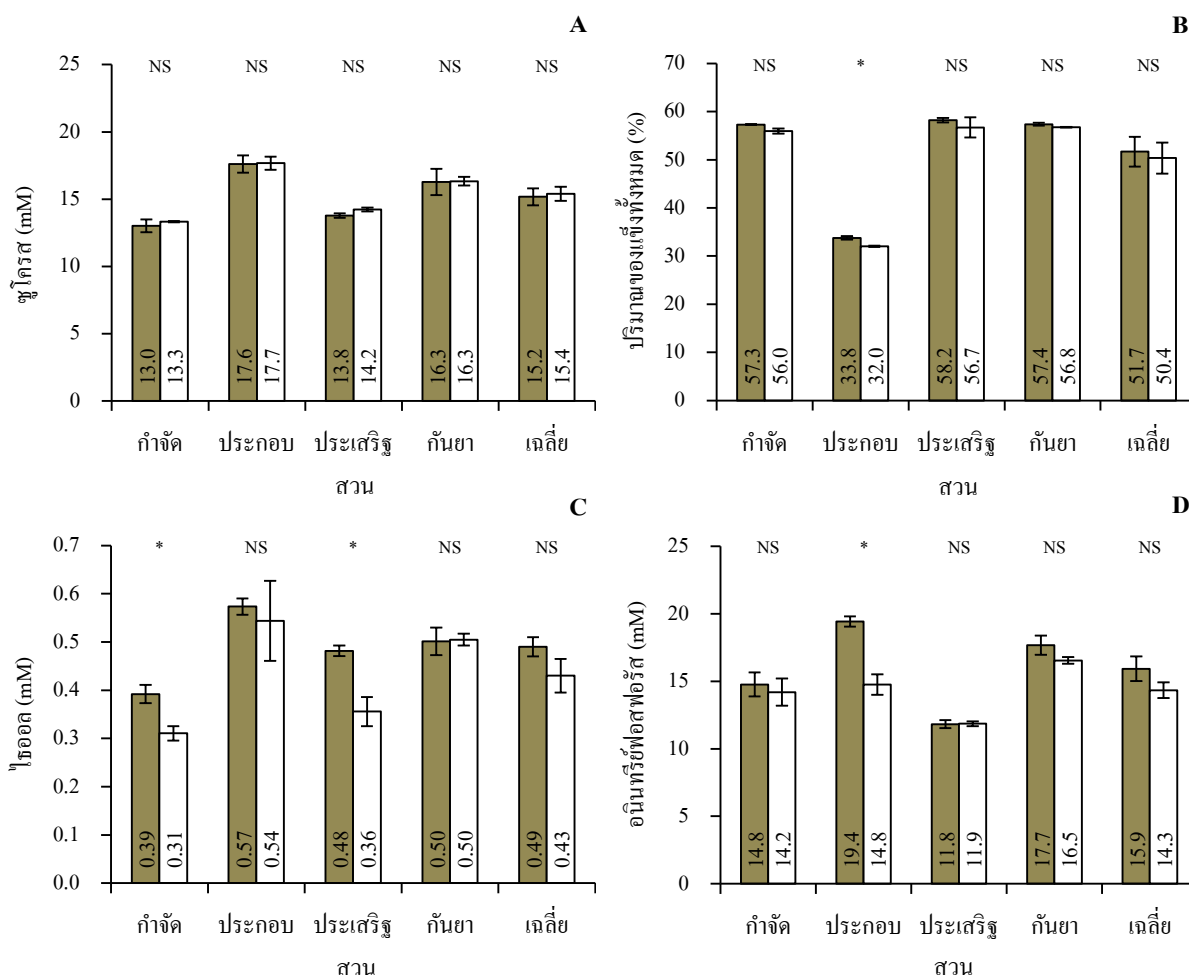 A
NS NS NS NS NS
25
20
15
10
5
0
ซูโครส (mM)
13.0 13.3 17.6 17.7 13.8 14.2 16.3 16.3 15.2 15.4
กำจัด ประกอบ ประเสริฐ กันยา เฉลี่ย
สวน
B
NS * NS NS NS
70
60
50
40
30
20
10
0
ปริมาณของแข็งทั้งหมด (%)
57.3 56.0 33.8 32.0 58.2 56.7 57.4 56.8 51.7 50.4
กำจัด ประกอบ ประเสริฐ กันยา เฉลี่ย
สวน
C
* NS * NS NS
0.7
0.6
0.5
0.4
0.3
0.2
0.1
0.0
ไธออล (mM)
0.39 0.31 0.57 0.54 0.48 0.36 0.50 0.50 0.49 0.43
กำจัด ประกอบ ประเสริฐ กันยา เฉลี่ย
สวน
D
NS * NS NS NS
25
20
15
10
5
0
อนินทรีย์ฟอสฟอรัส (mM)
14.8 14.2 19.4 14.8 11.8 11.9 17.7 16.5 15.9 14.3
กำจัด ประกอบ ประเสริฐ กันยา เฉลี่ย
สวน